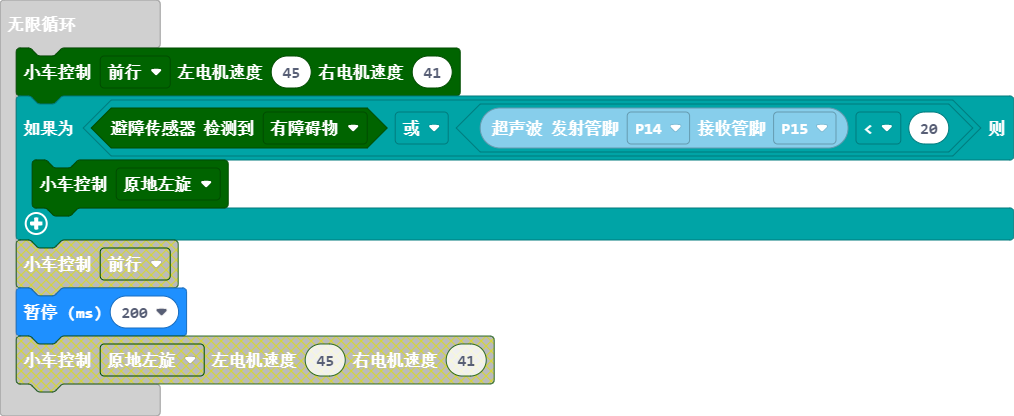 无限循环
小车控制 前行 左电机速度 45 右电机速度 41
如果为 避障传感器 检测到 有障碍物 或 超声波 发射管脚 P14 接收管脚 P15 < 20 则
小车控制 原地左旋
小车控制 前行
暂停 (ms) 200
小车控制 原地左旋 左电机速度 45 右电机速度 41